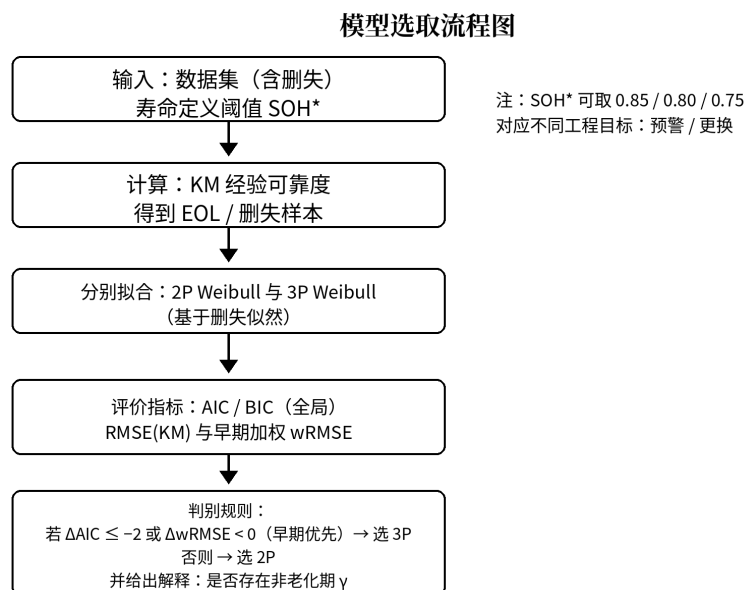 模型选取流程图
输入：数据集（含删失）
寿命定义阈值 SOH*
注：SOH* 可取 0.85 / 0.80 / 0.75
对应不同工程目标：预警 / 更换
计算：KM 经验可靠度
得到 EOL / 删失样本
分别拟合：2P Weibull 与 3P Weibull
（基于删失似然）
评价指标：AIC / BIC（全局）
RMSE(KM) 与早期加权 wRMSE
判别规则：
若 ΔAIC ≤ −2 或 ΔwRMSE < 0（早期优先）→ 选 3P
否则 → 选 2P
并给出解释：是否存在非老化期 γ